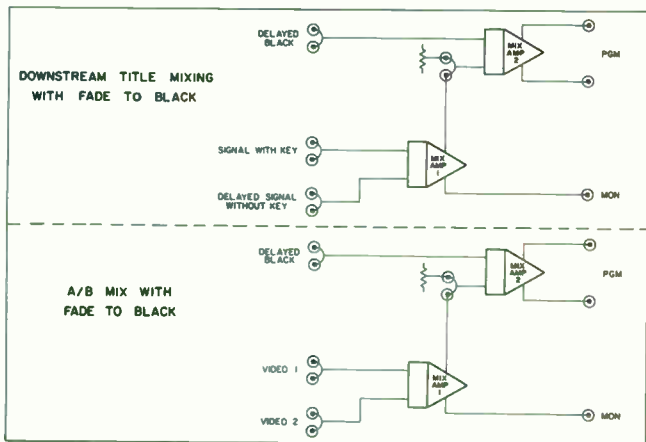 DELAYED
BLACK
MIX
AMP
2
PGM
DOWNSTREAM TITLE MIXING
WITH FADE TO BLACK
SIGNAL WITH KEY
MIX
AMP
1
DELAYED SIGNAL
WITHOUT KEY
MON
DELAYED
BLACK
MIX
AMP
2
PGM
A/B MIX WITH
FADE TO BLACK
VIDEO 1
MIX
AMP
1
VIDEO 2
MON